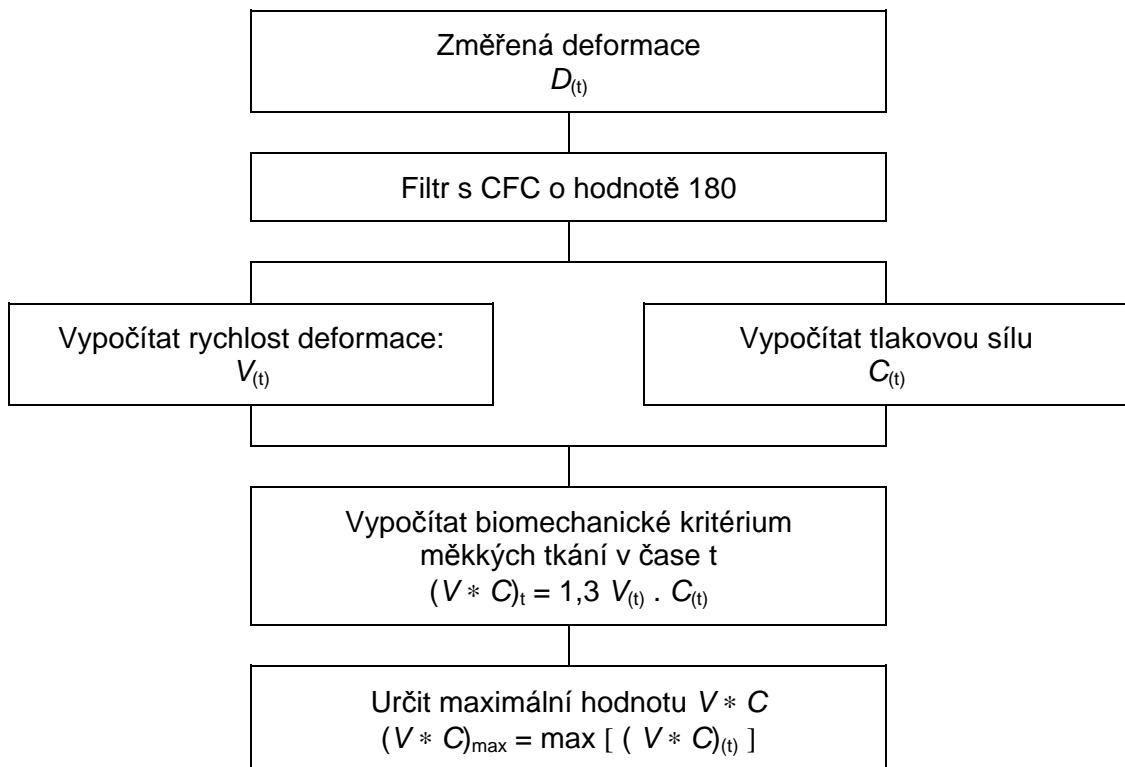 Změřená deformace
D(t)
Filtr s CFC o hodnotě 180
Vypočítat rychlost deformace:
V(t)
Vypočítat tlakovou sílu
C(t)
Vypočítat biomechanické kritérium
měkkých tkání v čase t
(V * C)t = 1,3 V(t) . C(t)
Určit maximální hodnotu V * C
(V * C)max = max [ ( V * C)(t) ]